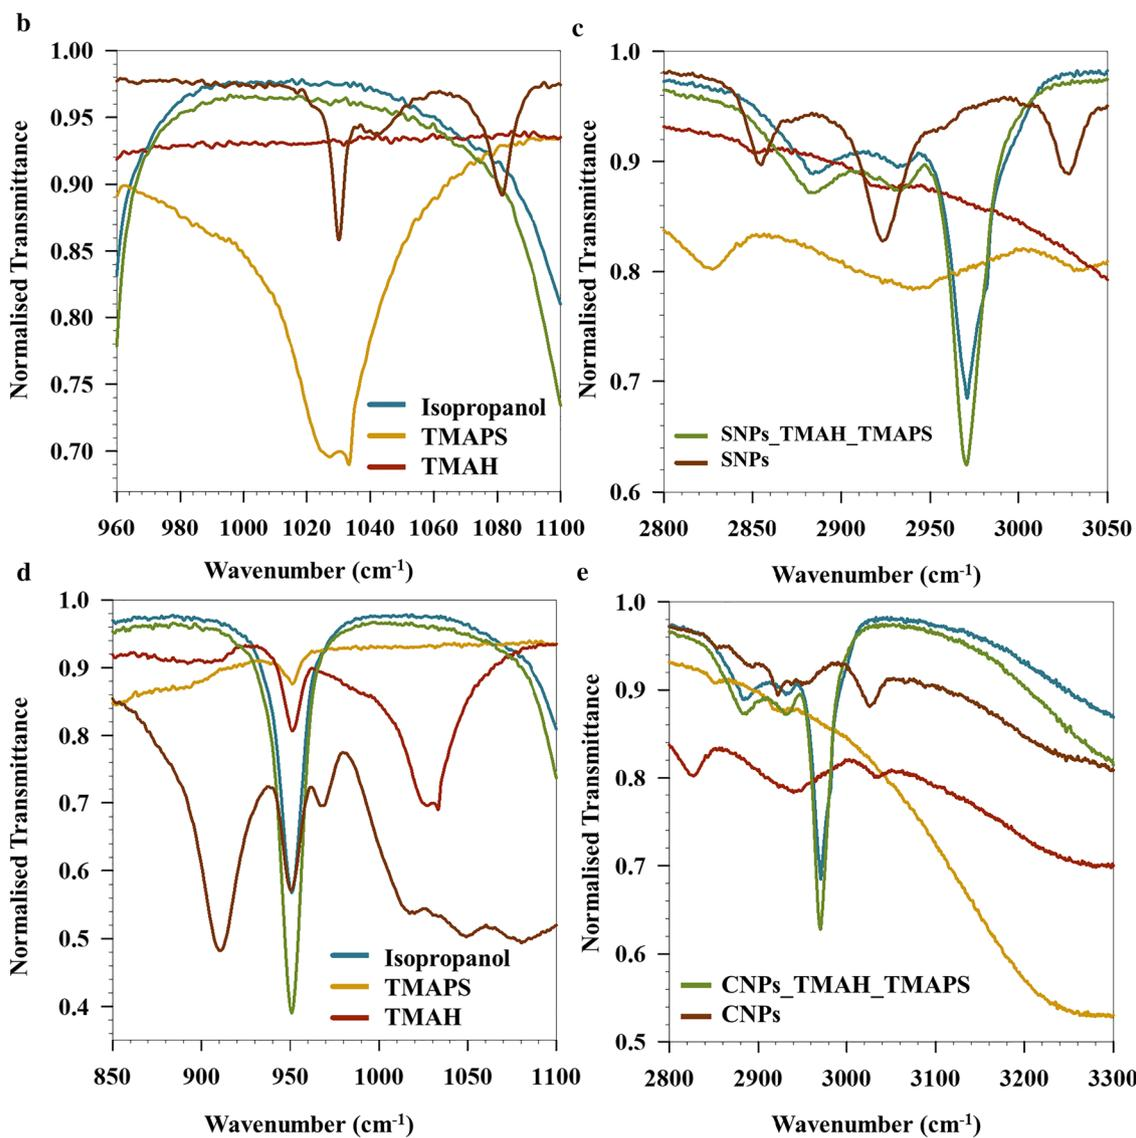 b
1.00
0.95
0.90
0.85
0.80
0.75
0.70
Normalised Transmittance
Isopropanol
TMAPS
TMAH
960 980 1000 1020 1040 1060 1080 1100
Wavenumber (cm-1)
c
1.0
0.9
0.8
0.7
0.6
Normalised Transmittance
SNPs_TMAH_TMAPS
SNPs
2800 2850 2900 2950 3000 3050
Wavenumber (cm-1)
d
1.0
0.9
0.8
0.7
0.6
0.5
0.4
Normalised Transmittance
Isopropanol
TMAPS
TMAH
850 900 950 1000 1050 1100
Wavenumber (cm-1)
e
1.0
0.9
0.8
0.7
0.6
0.5
Normalised Transmittance
CNPs_TMAH_TMAPS
CNPs
2800 2900 3000 3100 3200 3300
Wavenumber (cm-1)